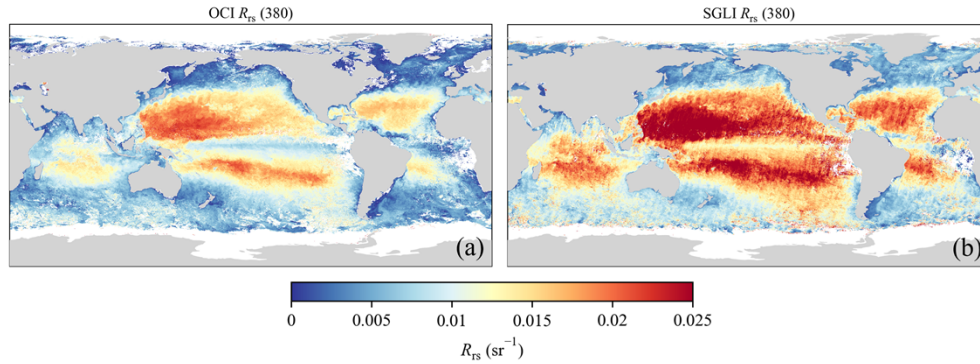 OCI Rrs (380)
SGLI Rrs (380)
(a)
(b)
0 0.005 0.01 0.015 0.02 0.025
Rrs (sr⁻¹)